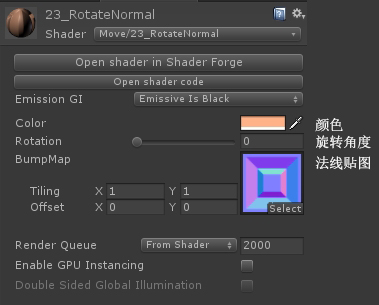 23_RotateNormal
Shader Move/23_RotateNormal
Open shader in Shader Forge
Open shader code
Emission GI Emissive Is Black
Color 颜色
Rotation 0 旋转角度
BumpMap 法线贴图
Tiling X 1 Y 1
Offset X 0 Y 0
Select
Render Queue From Shader 2000
Enable GPU Instancing
Double Sided Global Illumination